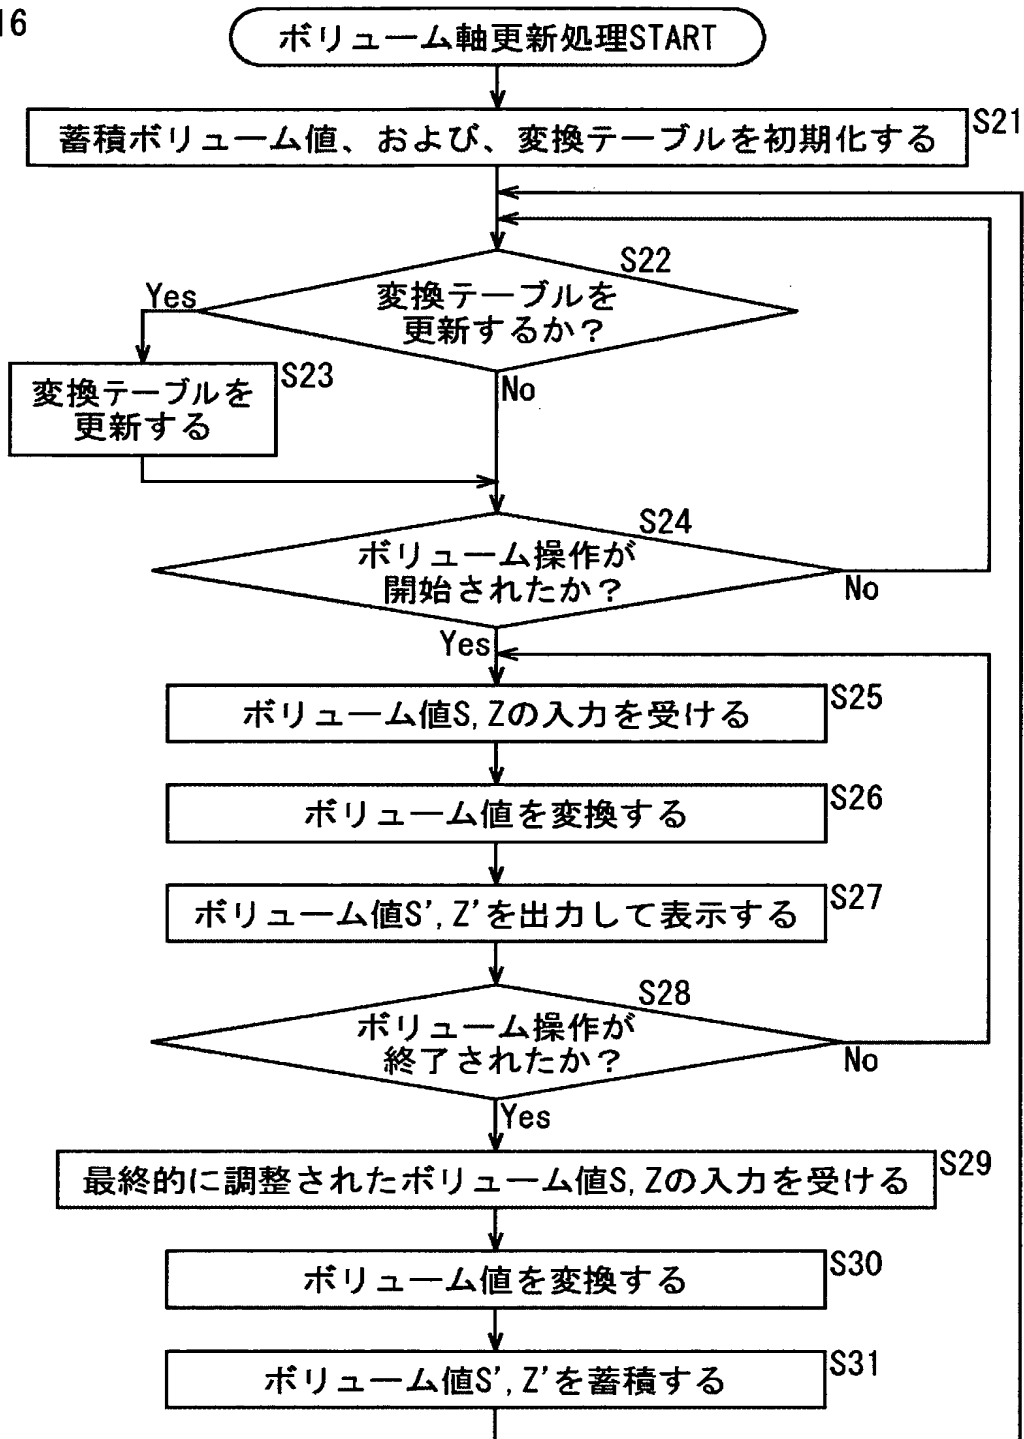 16
ボリューム軸更新処理START
蓄積ボリューム値、および、変換テーブルを初期化する
S21
S22
変換テーブルを
更新するか？
Yes
No
S23
変換テーブルを
更新する
S24
ボリューム操作が
開始されたか？
No
Yes
S25
ボリューム値S,Zの入力を受ける
S26
ボリューム値を変換する
S27
ボリューム値S',Z'を出力して表示する
S28
ボリューム操作が
終了されたか？
No
Yes
S29
最終的に調整されたボリューム値S,Zの入力を受ける
S30
ボリューム値を変換する
S31
ボリューム値S',Z'を蓄積する